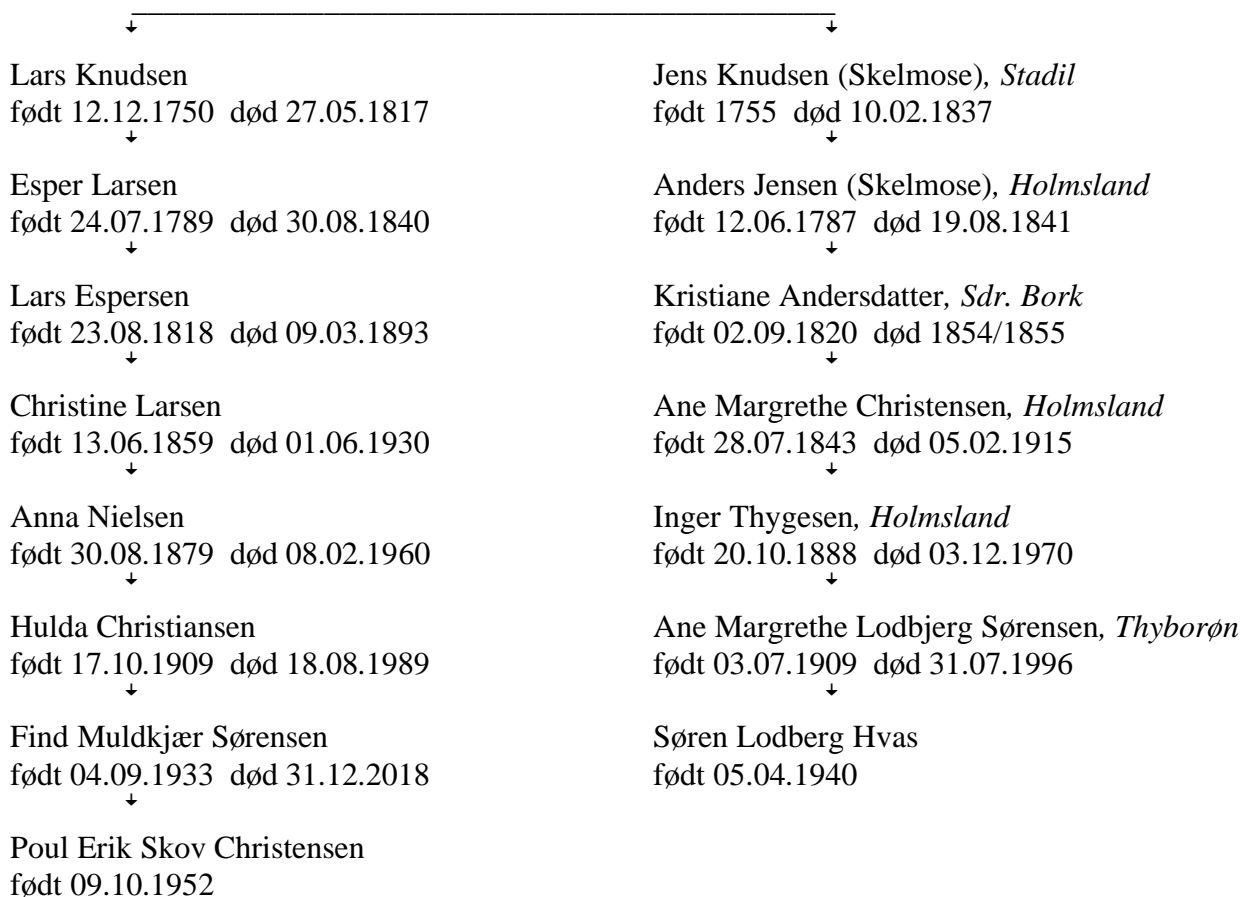 Lars Knudsen
født 12.12.1750 død 27.05.1817
Esper Larsen
født 24.07.1789 død 30.08.1840
Lars Espersen
født 23.08.1818 død 09.03.1893
Christine Larsen
født 13.06.1859 død 01.06.1930
Anna Nielsen
født 30.08.1879 død 08.02.1960
Hulda Christiansen
født 17.10.1909 død 18.08.1989
Find Muldkjær Sørensen
født 04.09.1933 død 31.12.2018
Poul Erik Skov Christensen
født 09.10.1952
Jens Knudsen (Skelmose), Stadil
født 1755 død 10.02.1837
Anders Jensen (Skelmose), Holmsland
født 12.06.1787 død 19.08.1841
Kristiane Andersdatter, Sdr. Bork
født 02.09.1820 død 1854/1855
Ane Margrethe Christensen, Holmsland
født 28.07.1843 død 05.02.1915
Inger Thygesen, Holmsland
født 20.10.1888 død 03.12.1970
Ane Margrethe Lodbjerg Sørensen, Thyborøn
født 03.07.1909 død 31.07.1996
Søren Lodberg Hvas
født 05.04.1940